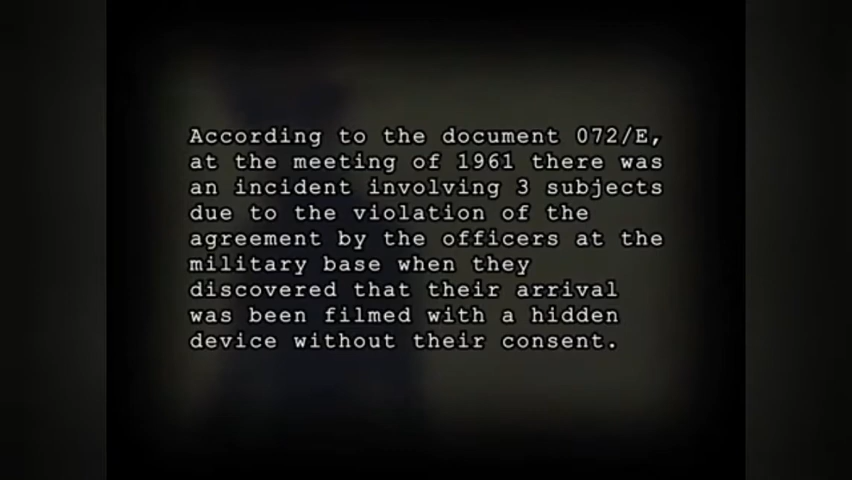 According to the document 072/E,
at the meeting of 1961 there was
an incident involving 3 subjects
due to the violation of the
agreement by the officers at the
military base when they
discovered that their arrival
was been filmed with a hidden
device without their consent.